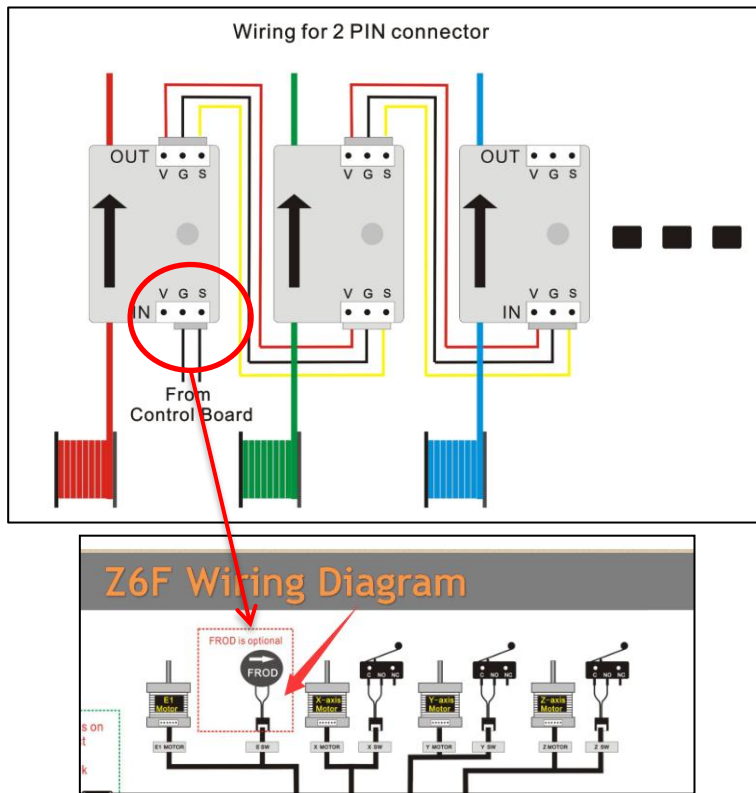 Wiring for 2 PIN connector
OUT
V G S
V G S
OUT
V G S
V G S
IN
V G S
V G S
IN
From
Control Board
Z6F Wiring Diagram
FROD is optional
FROD
E1
Motor
X-axis
Motor
C NO NC
Y-axis
Motor
C NO NC
Z-axis
Motor
C NO NC
s on
t
k
E1 MOTOR
E SW
X MOTOR
X SW
Y MOTOR
Y SW
Z MOTOR
Z SW